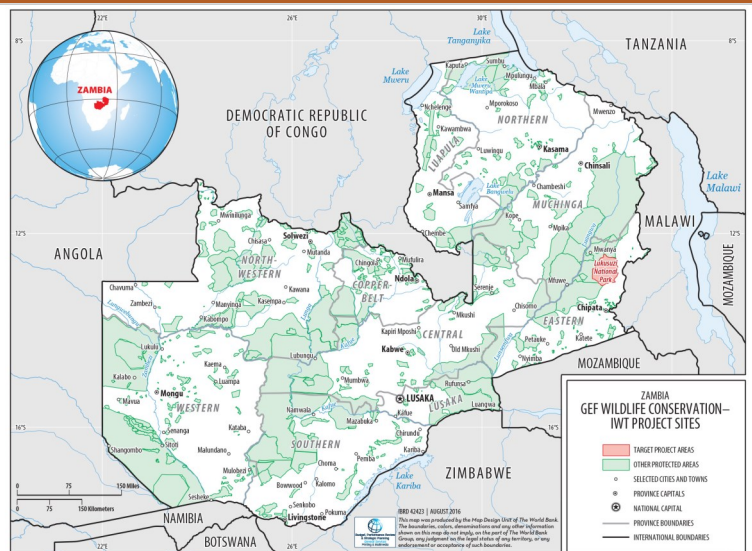 22°E
26°E
30°E
8°S
8°S
Lake
Tanganyika
TANZANIA
ZAMBIA
Lake
Mweru
Kaputa
Sumbu
Mpulungu
Mbala
Lake
Mweru
Wantipa
Nchelenge
Mporokoso
Mwenzo
NORTHERN
DEMOCRATIC REPUBLIC
OF CONGO
Kawambwa
LUAPULA
Luwingu
Kasama
Chinsali
Lake
Malawi
Mansa
Lake
Bangweulu
Chambeshi
Samfya
MUCHINGA
Kope
MALAWI
12°S
12°S
Chembe
Mpika
Luangwa
ANGOLA
Mwinilunga
Solwezi
Chisasa
Mutanda
NORTH-
WESTERN
Chingola
Mufulira
COPPER-
BELT
Ndola
Mwanya
Lukusuzi
National
Park
MOZAMBIQUE
Serenje
Mfuwe
Chavuma
Zambezi
Manyinga
Kasempa
Kawana
Kabompo
Lungwebungu
Mkushi
Chisomo
EASTERN
Chipata
Kapiri Mposhi
CENTRAL
Petauke
Katete
Lukulu
Lubungu
Kafue
Kabwe
Old Mkushi
Nyimba
MOZAMBIQUE
Kalabo
Kaema
Luampa
Mumbwa
Rufunsa
Mavua
Mongu
WESTERN
LUSAKA
LUSAKA
Luangwa
Namwala
Kafue
Kafue
Mazabuka
Chirundu
16°S
16°S
Senanga
Kataba
SOUTHERN
Shangombo
Sitoti
Malundano
Pemba
Kariba
Choma
Mulobezi
Lake
Kariba
ZIMBABWE
Bowwood
Kalomo
Sesheke
Senkobo
Pokuma
Livingstone
NAMIBIA
BOTSWANA
22°E
26°E
0 50 100 150 Miles
0 50 100 150 Kilometers
IBRD 42423 | AUGUST 2016
This map was produced by the Map Design Unit of The World Bank.
The boundaries, colors, denominations and any other information
shown on this map do not imply, on the part of The World Bank
Group, any judgment on the legal status of any territory, or any
endorsement or acceptance of such boundaries.
ZAMBIA
GEF WILDLIFE CONSERVATION–
IWT PROJECT SITES
TARGET PROJECT AREAS
OTHER PROTECTED AREAS
SELECTED CITIES AND TOWNS
PROVINCE CAPITALS
NATIONAL CAPITAL
PROVINCE BOUNDARIES
INTERNATIONAL BOUNDARIES